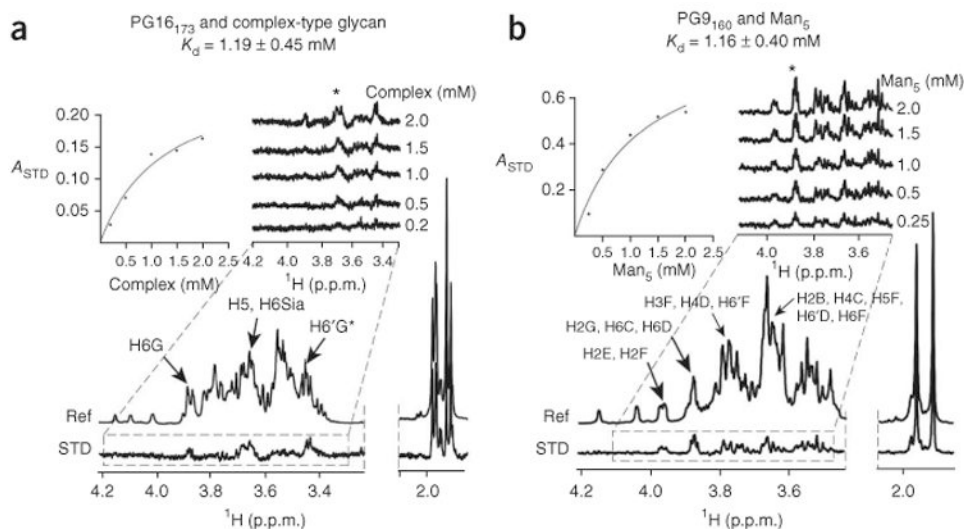 a
PG16₁₇₃ and complex-type glycan
K_d = 1.19 ± 0.45 mM
*
Complex (mM)
2.0
1.5
1.0
0.5
0.2
0.20
0.15
0.10
0.05
A_STD
0.5 1.0 1.5 2.0 2.5
Complex (mM)
4.2 3.9 3.6 3.4
¹H (p.p.m.)
H5, H6Sia
H6G
H6′G*
Ref
STD
4.2 4.0 3.8 3.6 3.4 2.0
¹H (p.p.m.)
b
PG9₁₆₀ and Man₅
K_d = 1.16 ± 0.40 mM
*
Man₅ (mM)
2.0
1.5
1.0
0.5
0.25
0.6
0.4
0.2
A_STD
0.5 1.0 1.5 2.0 2.5
Man₅ (mM)
4.0 3.8 3.6
¹H (p.p.m.)
H3F, H4D, H6′F
H2G, H6C, H6D
H2E, H2F
H2B, H4C, H5F,
H6′D, H6F
Ref
STD
4.2 4.0 3.8 3.6 2.0
¹H (p.p.m.)